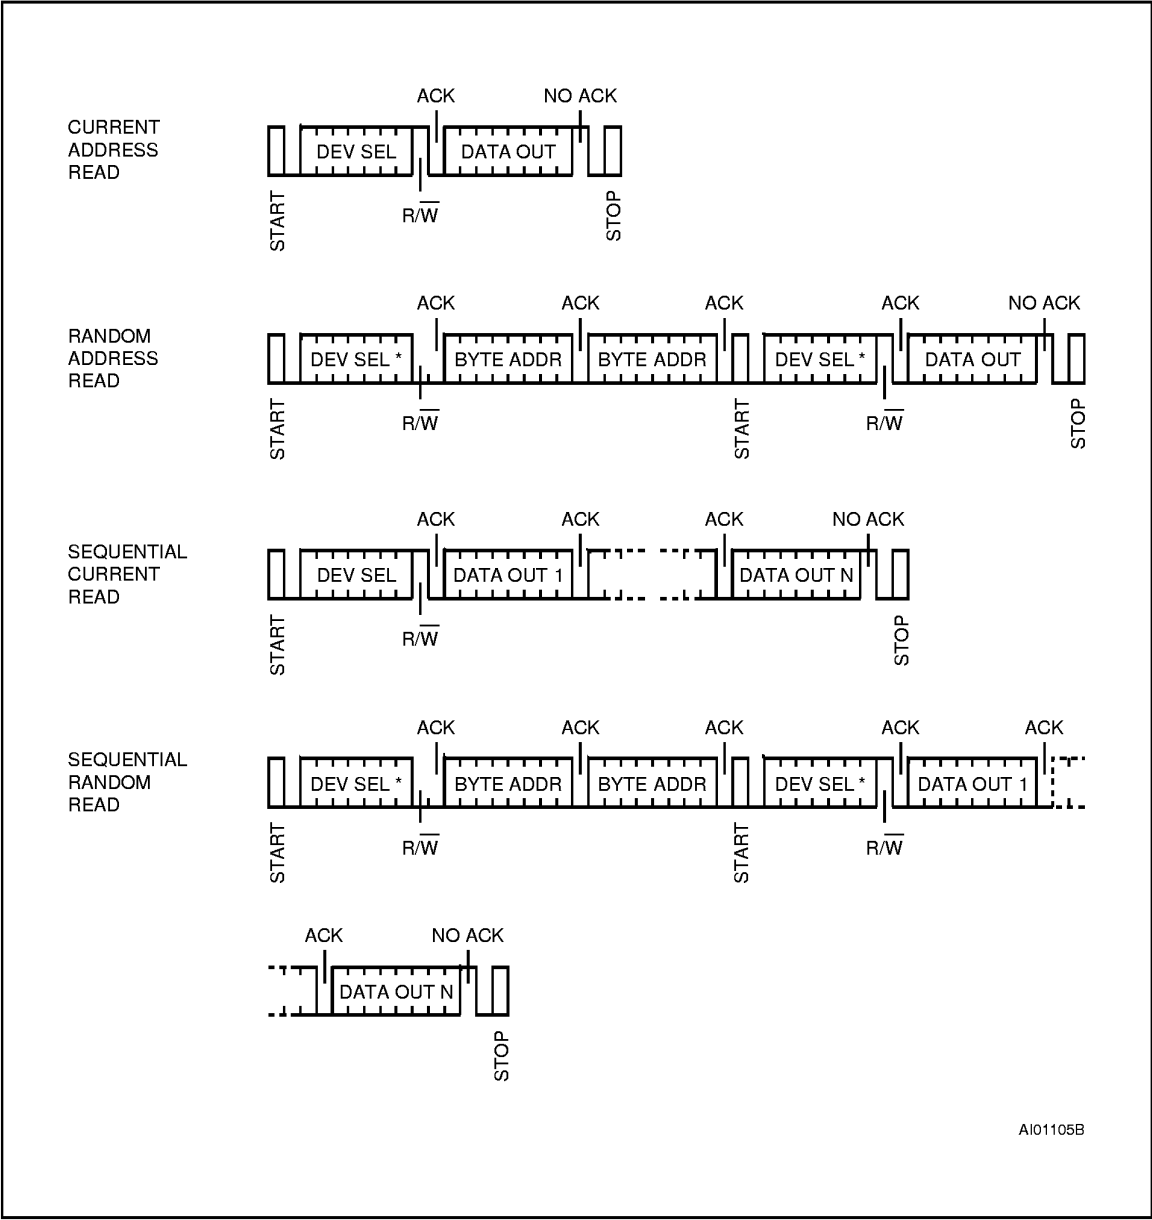 ACK NO ACK
CURRENT
ADDRESS
READ
DEV SEL DATA OUT
START R/W̅ STOP
ACK ACK ACK ACK NO ACK
RANDOM
ADDRESS
READ
DEV SEL * BYTE ADDR BYTE ADDR DEV SEL * DATA OUT
START R/W̅ START R/W̅ STOP
ACK ACK ACK NO ACK
SEQUENTIAL
CURRENT
READ
DEV SEL DATA OUT 1 DATA OUT N
START R/W̅ STOP
ACK ACK ACK ACK ACK
SEQUENTIAL
RANDOM
READ
DEV SEL * BYTE ADDR BYTE ADDR DEV SEL * DATA OUT 1
START R/W̅ START R/W̅
ACK NO ACK
DATA OUT N
STOP
AI01105B